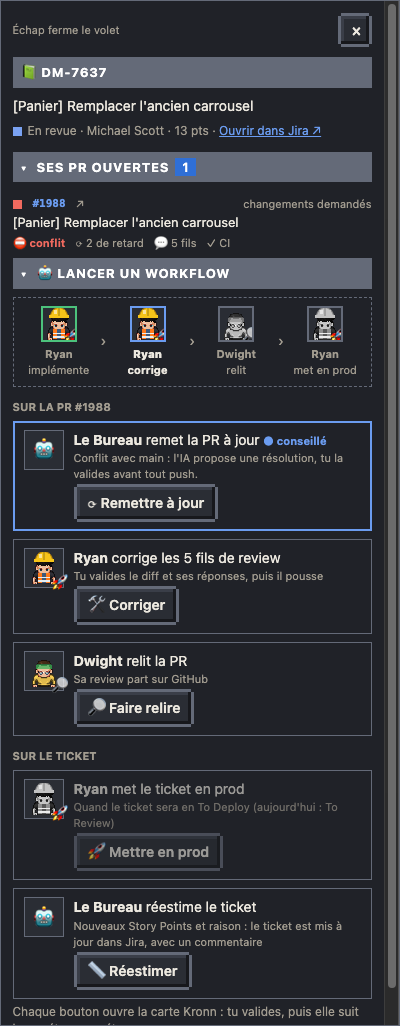 Échap ferme le volet
×
DM-7637
[Panier] Remplacer l'ancien carrousel
En revue · Michael Scott · 13 pts · Ouvrir dans Jira ↗
▾ SES PR OUVERTES 1
#1988 ↗ changements demandés
[Panier] Remplacer l'ancien carrousel
⛔ conflit ⟳ 2 de retard 💬 5 fils ✓ CI
▾ 🤖 LANCER UN WORKFLOW
Ryan implémente › Ryan corrige › Dwight relit › Ryan met en prod
SUR LA PR #1988
Le Bureau remet la PR à jour ● conseillé
Conflit avec main : l'IA propose une résolution, tu la
valides avant tout push.
⟳ Remettre à jour
Ryan corrige les 5 fils de review
Tu valides le diff et ses réponses, puis il pousse
🛠 Corriger
Dwight relit la PR
Sa review part sur GitHub
🔎 Faire relire
SUR LE TICKET
Ryan met le ticket en prod
Quand le ticket sera en To Deploy (aujourd'hui : To
Review)
🚀 Mettre en prod
Le Bureau réestime le ticket
Nouveaux Story Points et raison : le ticket est mis à
jour dans Jira, avec un commentaire
📏 Réestimer
Chaque bouton ouvre la carte Kronn : tu valides, puis elle suit